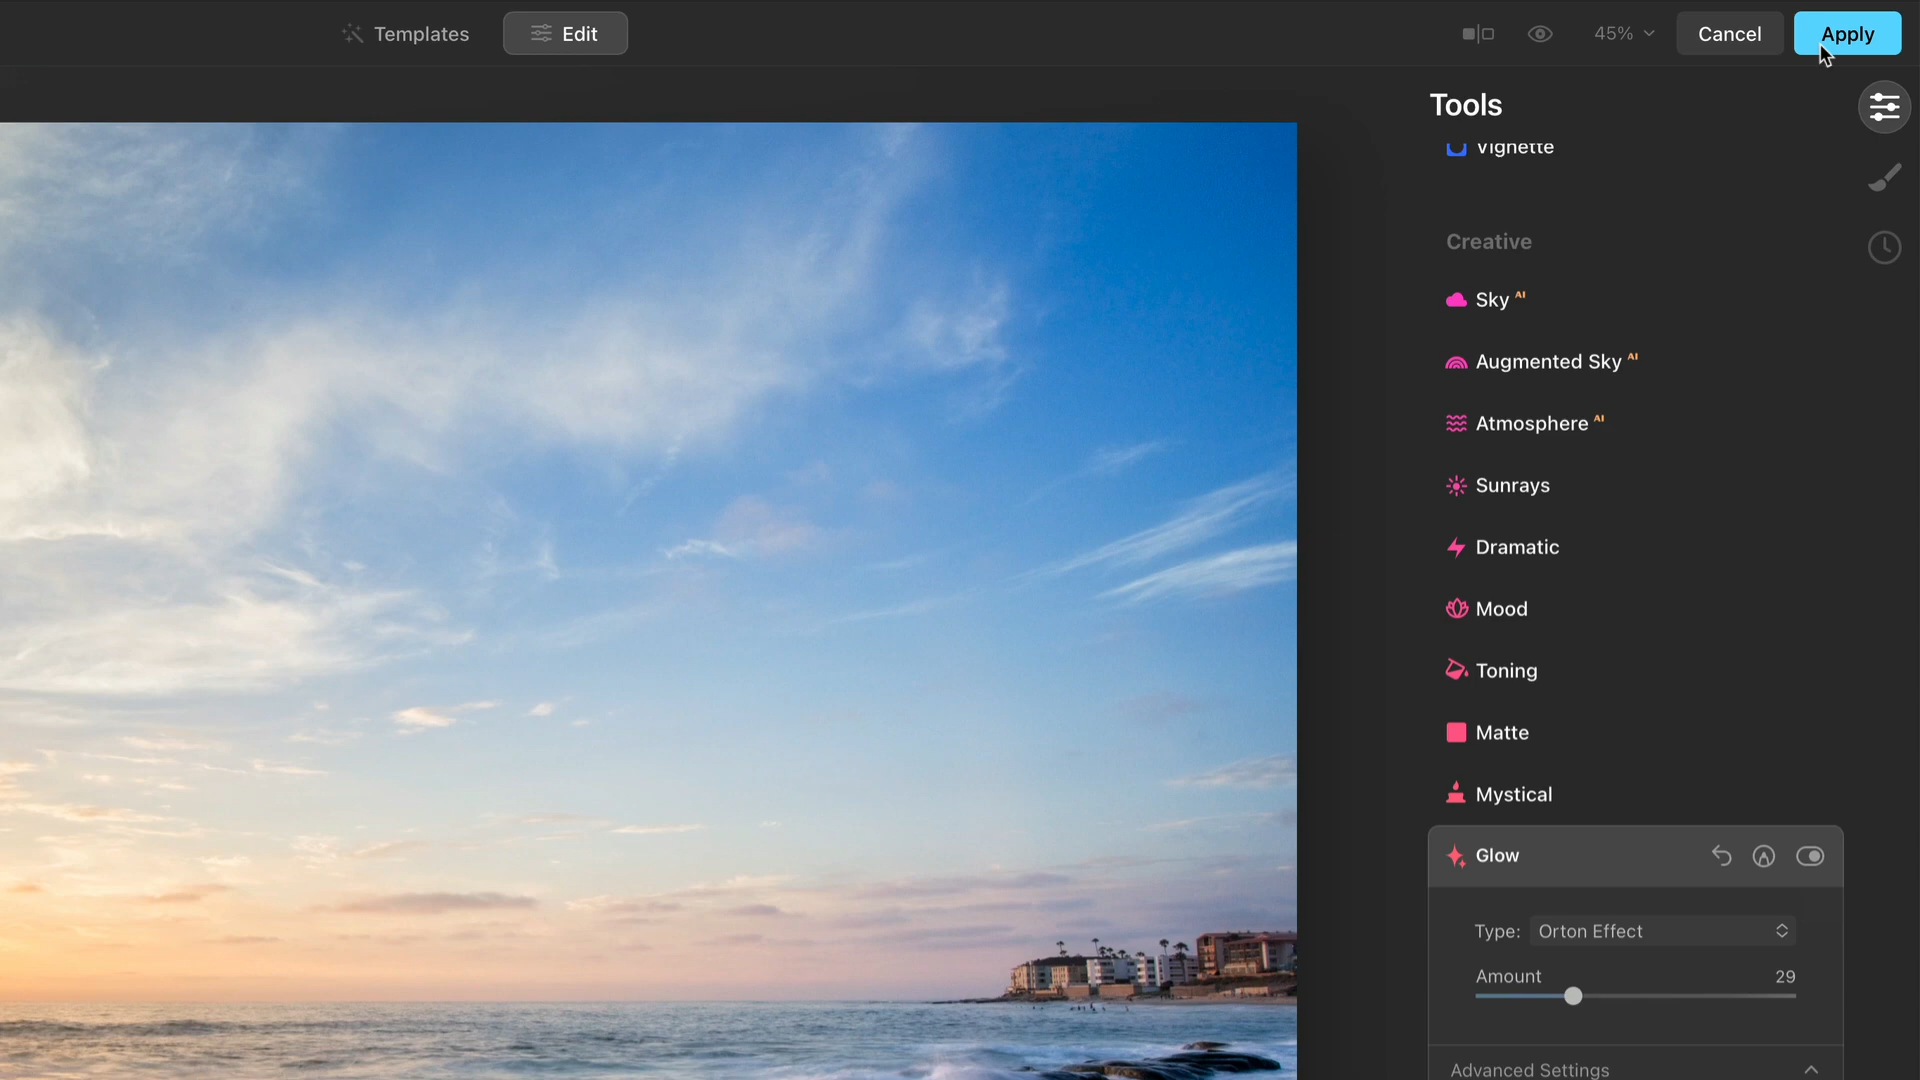 Templates
Edit
45%
Cancel
Apply
Tools
Vignette
Creative
Sky AI
Augmented Sky AI
Atmosphere AI
Sunrays
Dramatic
Mood
Toning
Matte
Mystical
Glow
Type: Orton Effect
Amount 29
Advanced Settings